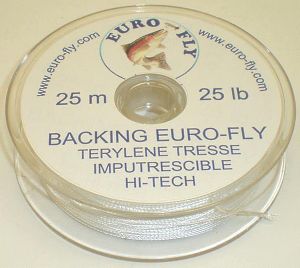 EURO FLY
www.euro-fly.com
www.euro-fly.com
25 m 25 lb
BACKING EURO-FLY
TERYLENE TRESSE
IMPUTRESCIBLE
HI-TECH